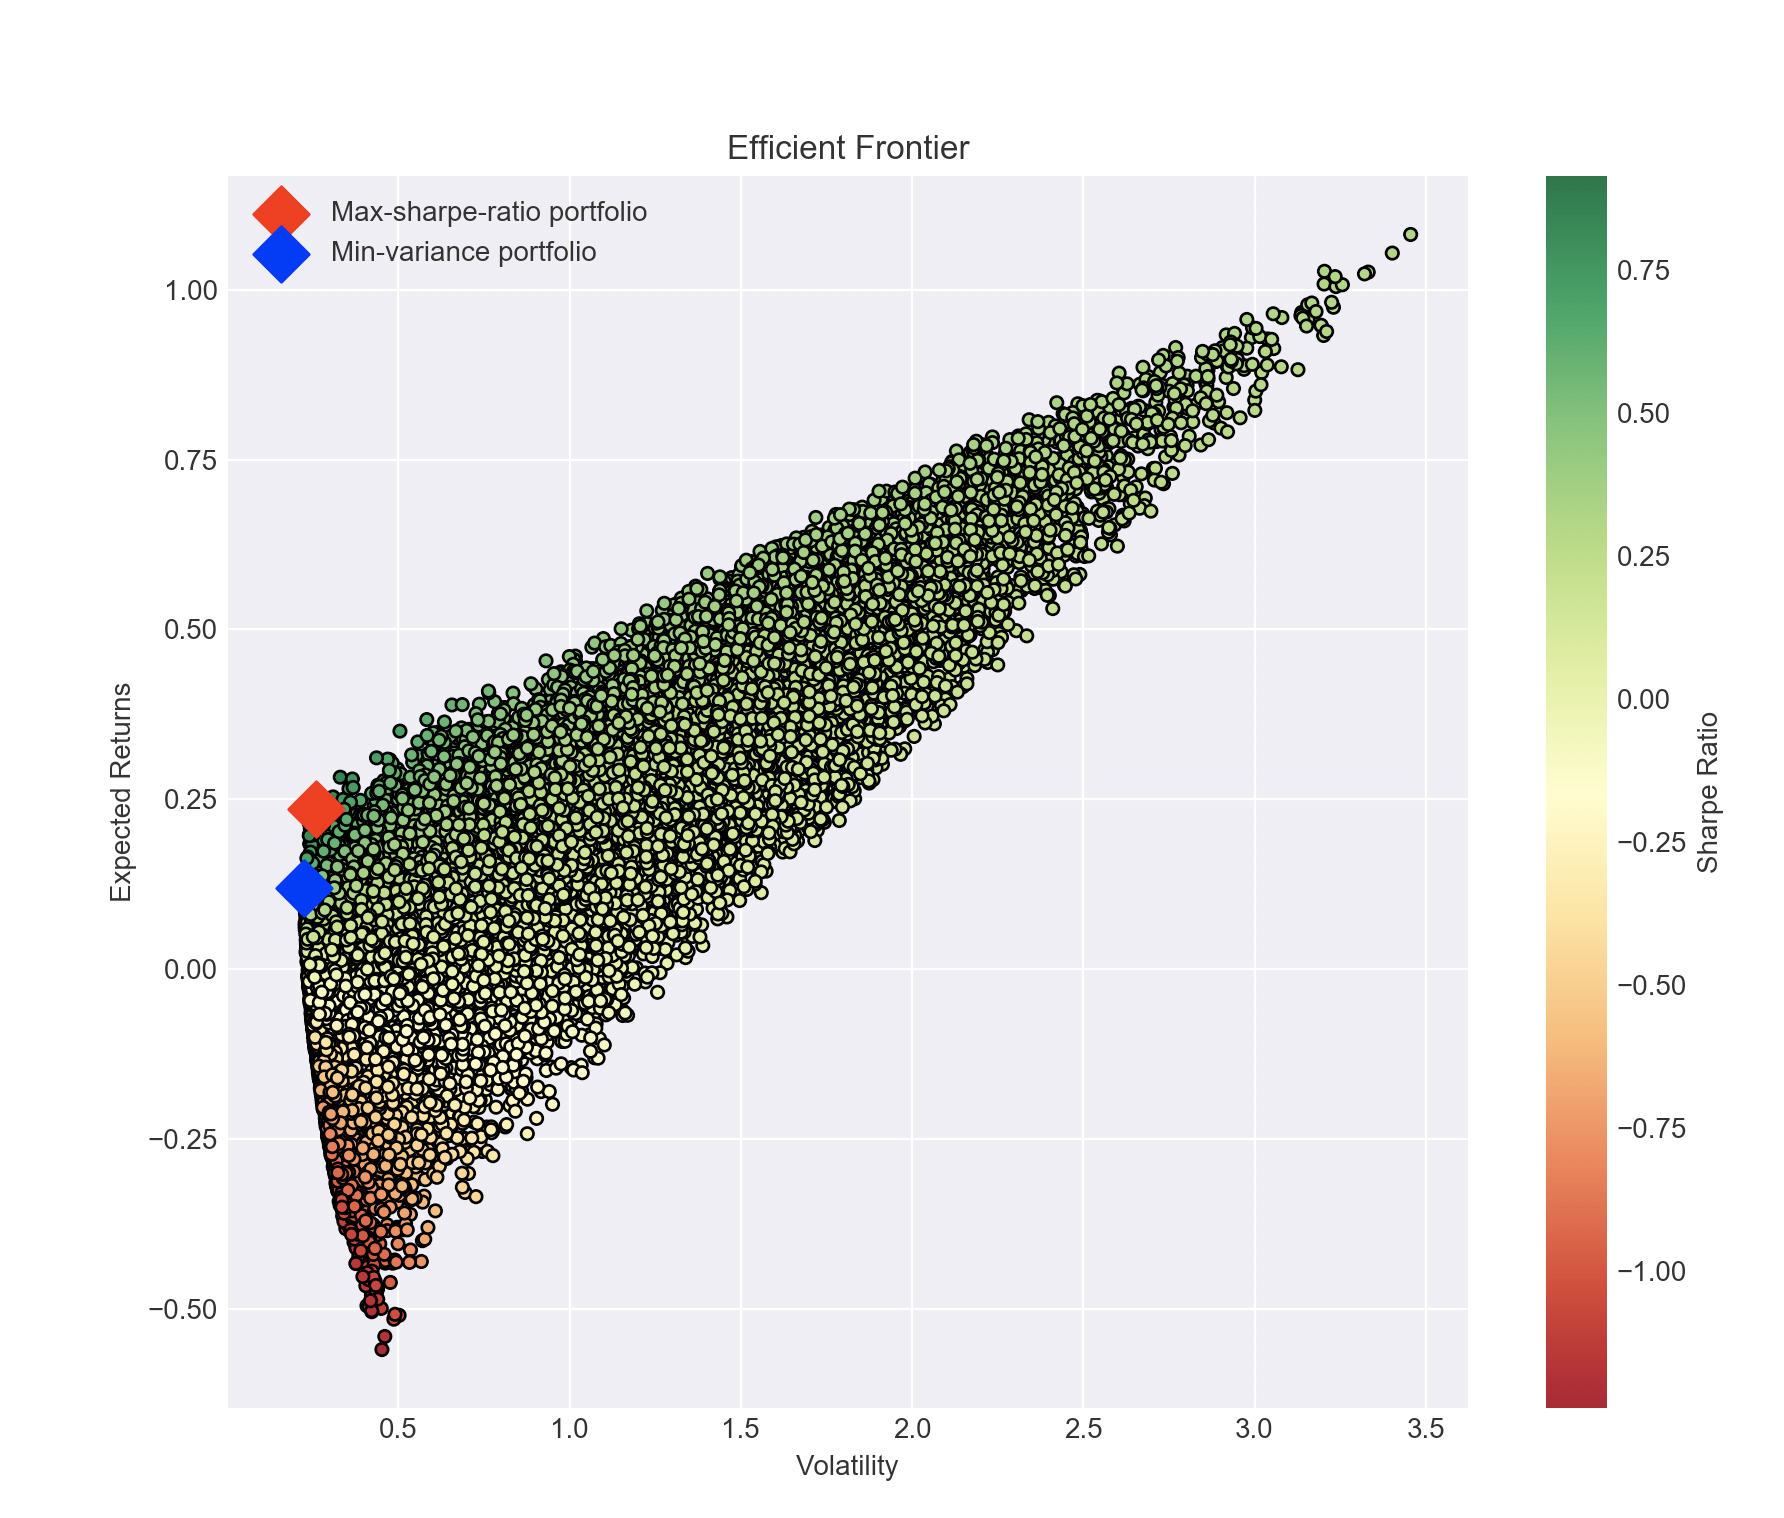 Efficient Frontier
Max-sharpe-ratio portfolio
Min-variance portfolio
1.00
0.75
0.50
0.25
0.00
−0.25
−0.50
Expected Returns
0.5 1.0 1.5 2.0 2.5 3.0 3.5
Volatility
0.75
0.50
0.25
0.00
−0.25
−0.50
−0.75
−1.00
Sharpe Ratio